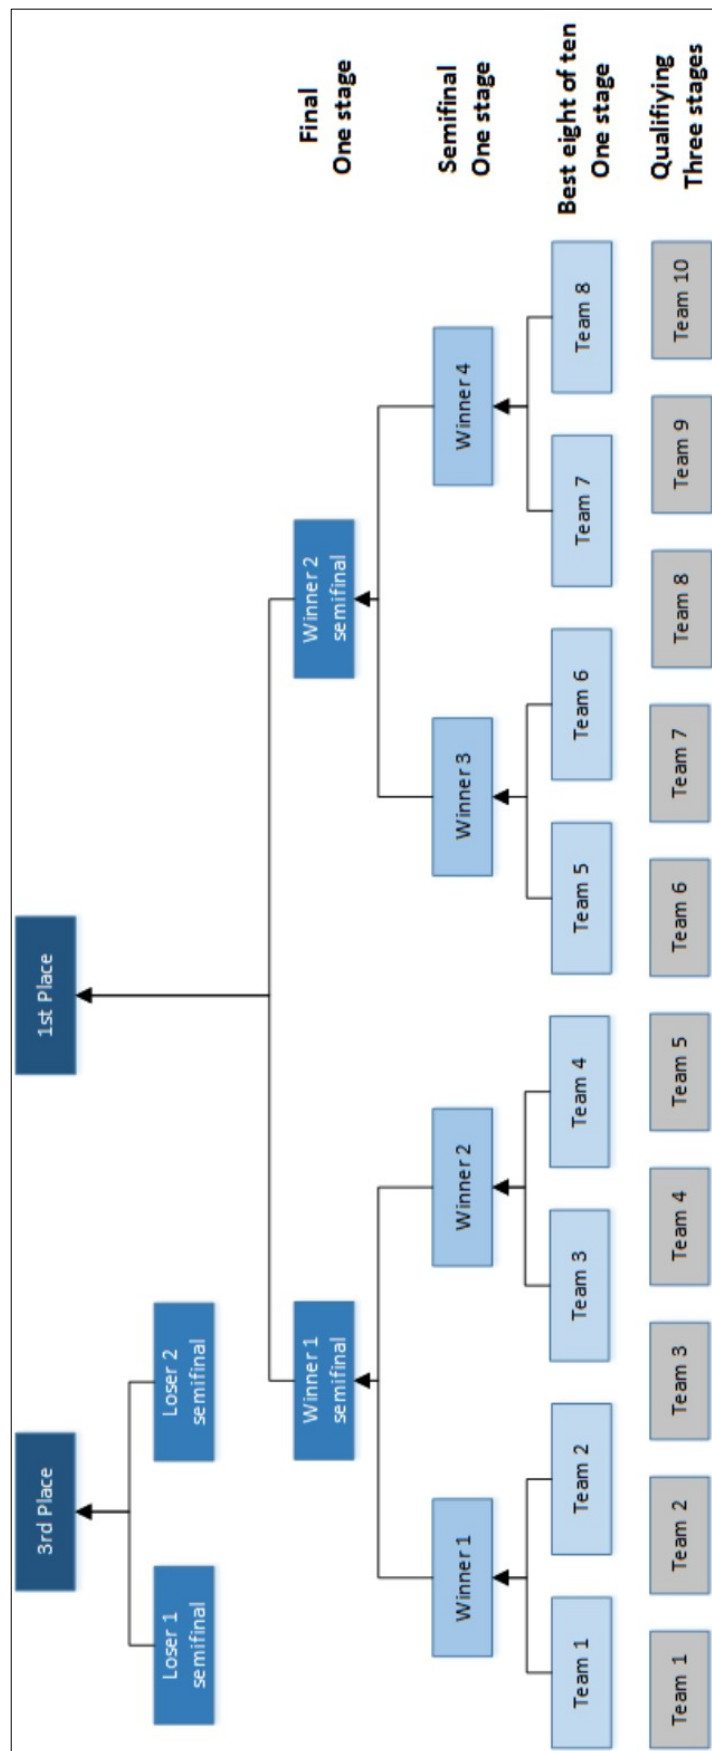 3rd Place
1st Place
Loser 1
semifinal
Loser 2
semifinal
Winner 1
semifinal
Winner 2
semifinal
Final
One stage
Winner 1
Winner 2
Winner 3
Winner 4
Semifinal
One stage
Team 1
Team 2
Team 3
Team 4
Team 5
Team 6
Team 7
Team 8
Best eight of ten
One stage
Team 1
Team 2
Team 3
Team 4
Team 5
Team 6
Team 7
Team 8
Team 9
Team 10
Qualifiying
Three stages